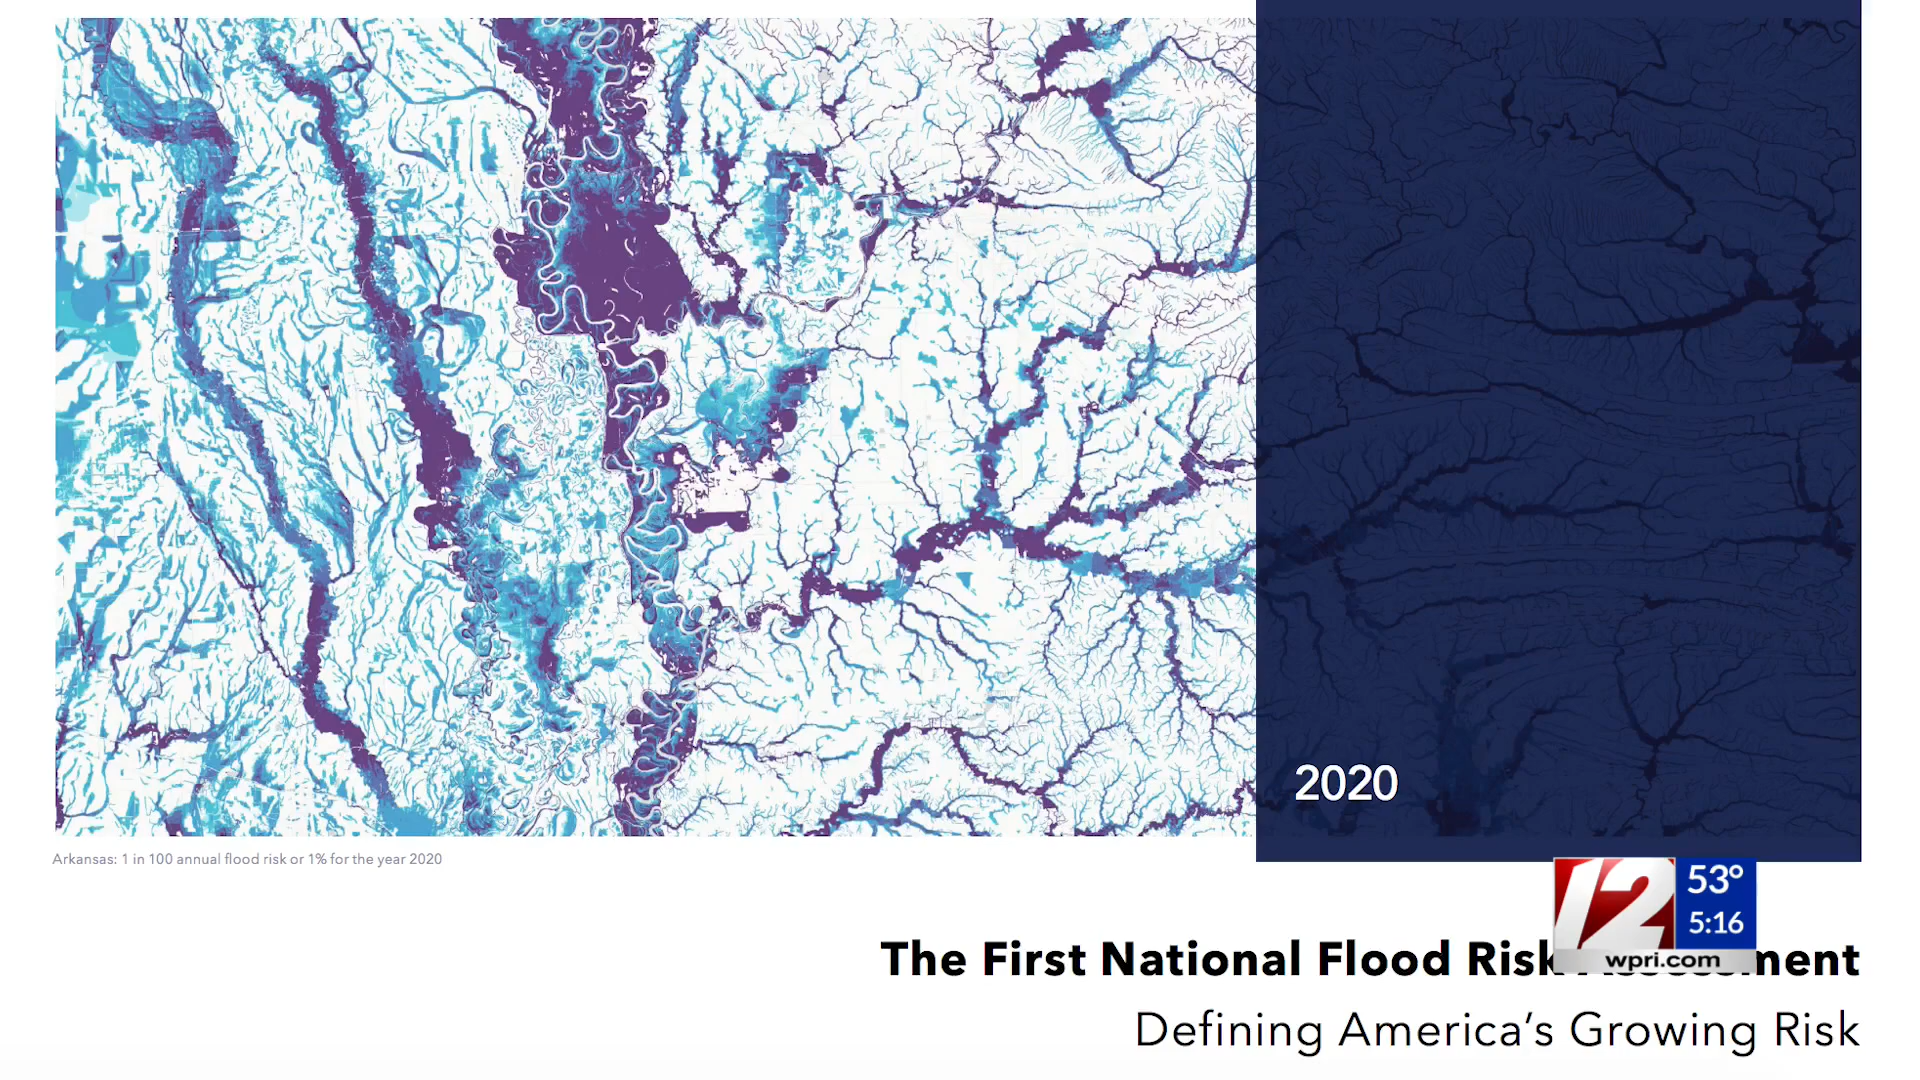 2020
Arkansas: 1 in 100 annual flood risk or 1% for the year 2020
12
53°
5:16
wpri.com
The First National Flood Risk
Defining America's Growing Risk